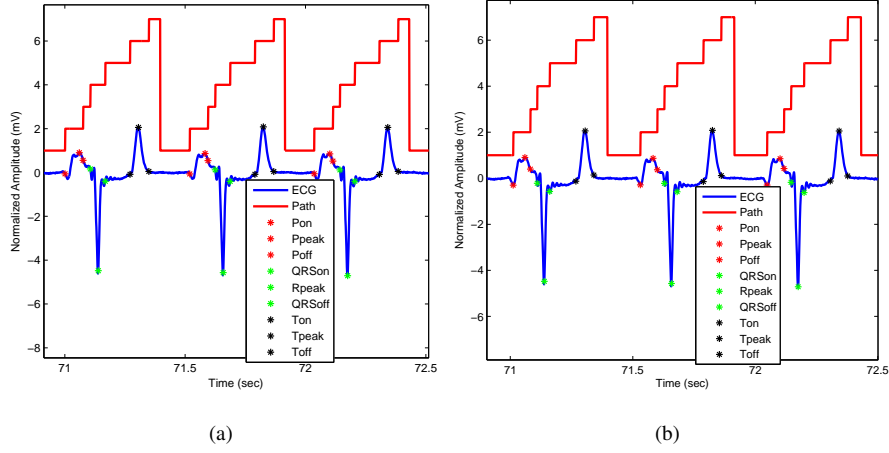 6
4
2
0
−2
−4
−6
−8
Normalized Amplitude (mV)
71
71.5
72
72.5
Time (sec)
ECG
Path
Pon
Ppeak
Poff
QRSon
Rpeak
QRSoff
Ton
Tpeak
Toff
(a)
6
4
2
0
−2
−4
−6
Normalized Amplitude (mV)
71
71.5
72
72.5
Time (sec)
ECG
Path
Pon
Ppeak
Poff
QRSon
Rpeak
QRSoff
Ton
Tpeak
Toff
(b)